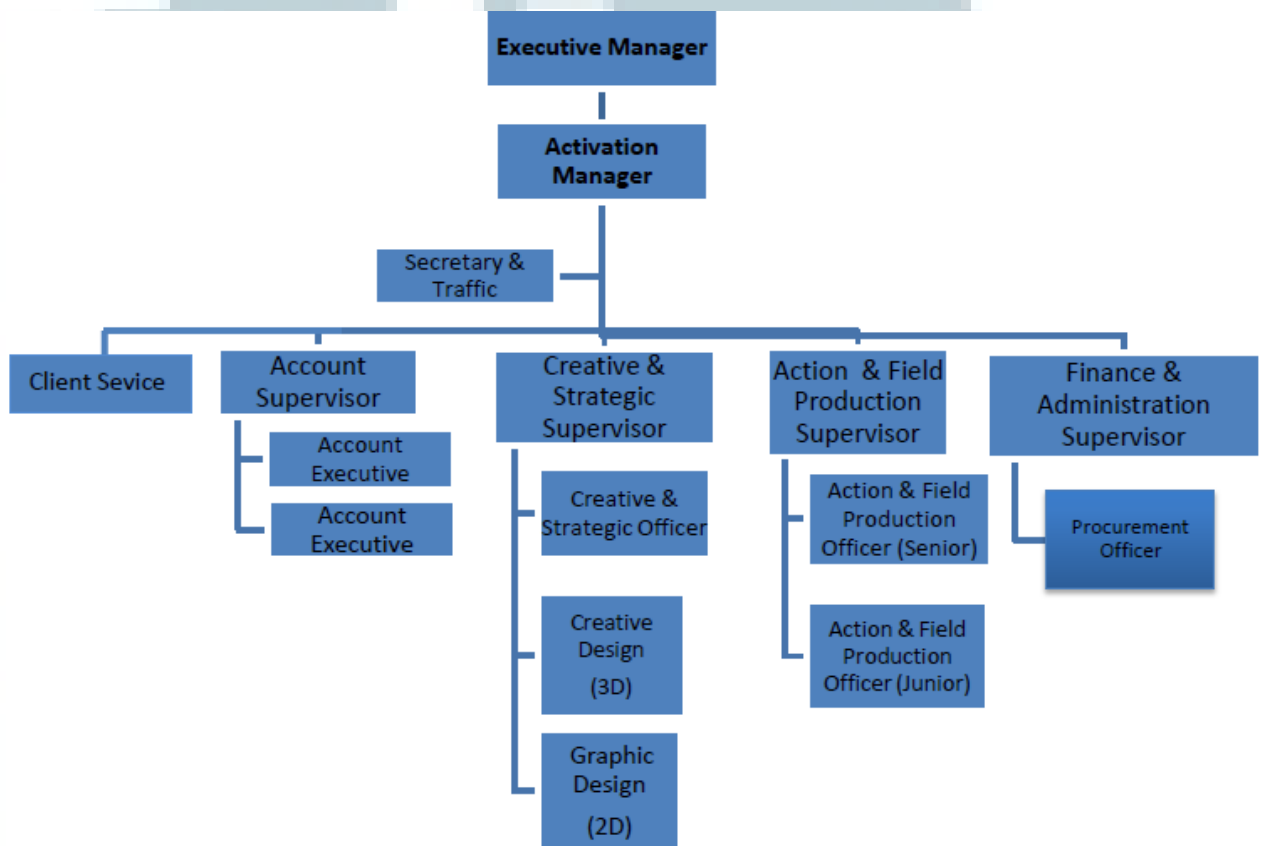 Executive Manager
Activation
Manager
Secretary &
Traffic
Client Sevice
Account
Supervisor
Account
Executive
Account
Executive
Creative &
Strategic
Supervisor
Creative &
Strategic Officer
Creative
Design
(3D)
Graphic
Design
(2D)
Action & Field
Production
Supervisor
Action & Field
Production
Officer (Senior)
Action & Field
Production
Officer (Junior)
Finance &
Administration
Supervisor
Procurement
Officer